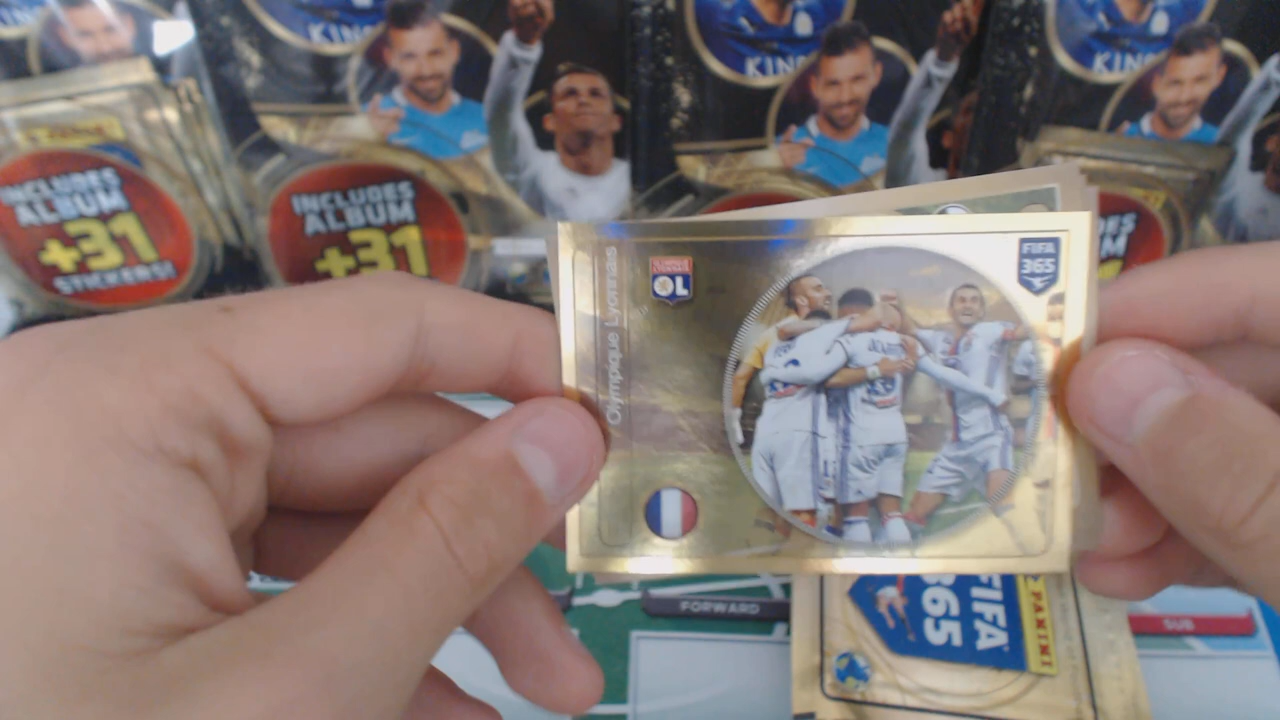 KING
KING
KING
INCLUDES
ALBUM
+31
STICKERS!
INCLUDES
ALBUM
+31
Olympique Lyonnais
OL
FIFA
365
FORWARD
FIFA
365
PANINI
SUB